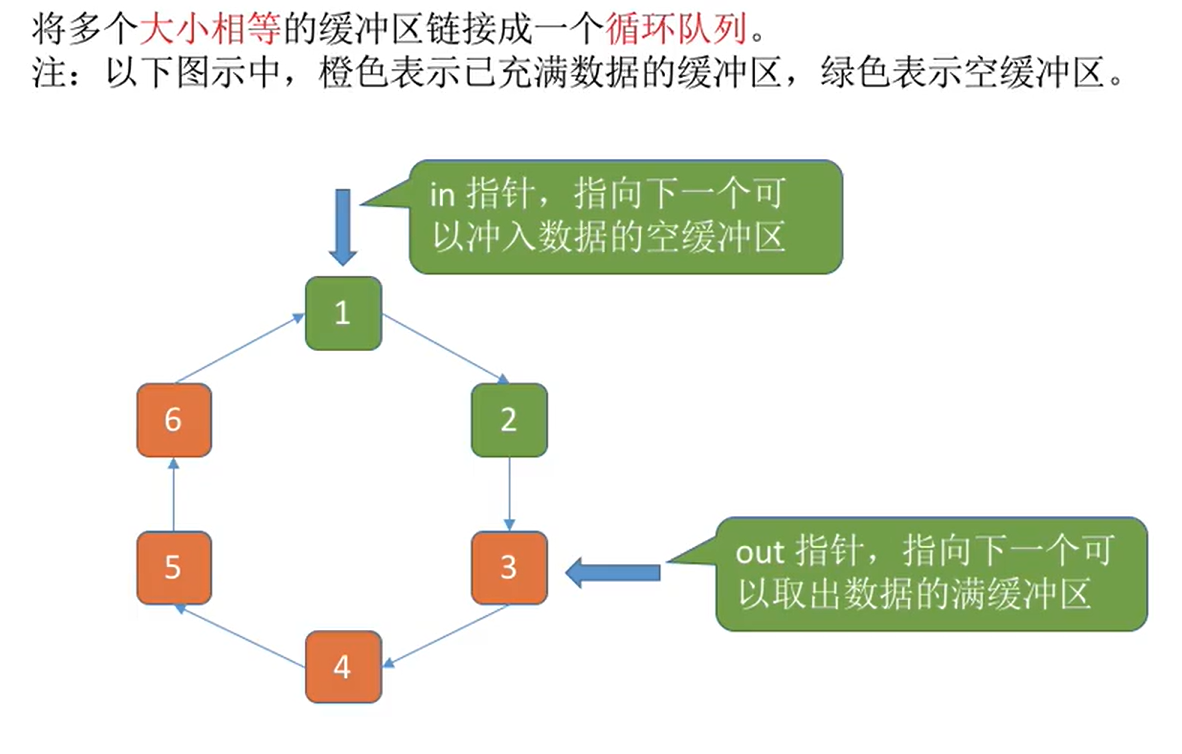 将多个大小相等的缓冲区链接成一个循环队列。
注：以下图示中，橙色表示已充满数据的缓冲区，绿色表示空缓冲区。
in 指针，指向下一个可
以冲入数据的空缓冲区
1
6
2
5
3
out 指针，指向下一个可
以取出数据的满缓冲区
4